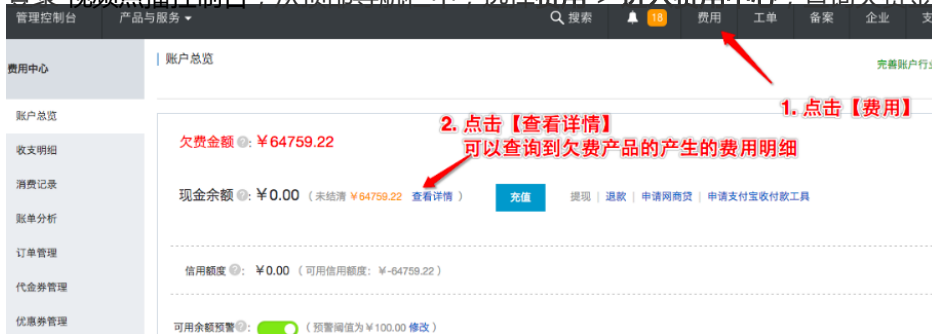 管理控制台 产品与服务 搜索 18 费用 工单 备案 企业 支
费用中心
账户总览
完善账户行业
账户总览
收支明细
消费记录
账单分析
订单管理
代金券管理
优惠券管理
1. 点击【费用】
2. 点击【查看详情】
可以查询到欠费产品的产生的费用明细
欠费金额 : ￥64759.22
现金余额 : ￥0.00 (未结清 ￥64759.22 查看详情) 充值 提现 | 退款 | 申请网商贷 | 申请支付宝收付款工具
信用额度 : ￥0.00 (可用信用额度: ￥-64759.22)
可用余额预警 : (预警阈值为￥100.00 修改)